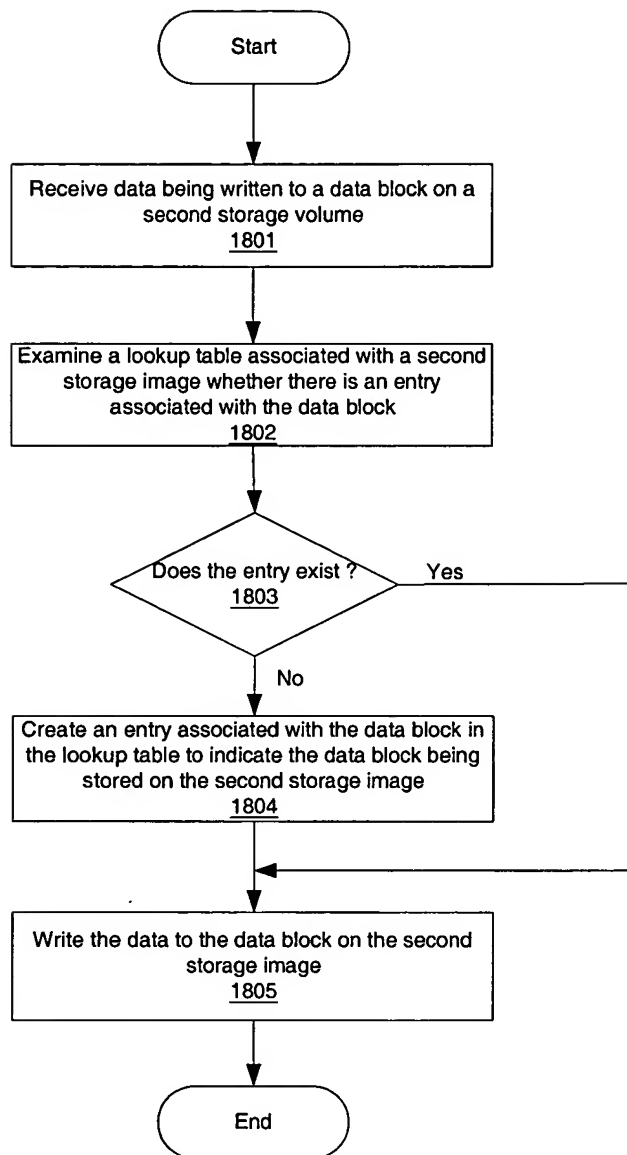 Start
Receive data being written to a data block on a
second storage volume
1801
Examine a lookup table associated with a second
storage image whether there is an entry
associated with the data block
1802
Does the entry exist ?
1803
Yes
No
Create an entry associated with the data block in
the lookup table to indicate the data block being
stored on the second storage image
1804
Write the data to the data block on the second
storage image
1805
End